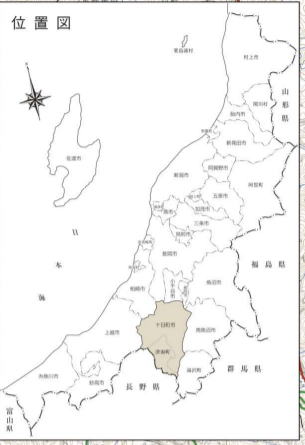 位置図
粟島浦村
村上市
山形県
関川村
胎内市
新発田市
佐渡市
新潟市
阿賀野市
阿賀町
五泉市
加茂市
燕市
三条市
見附市
長岡市
日本海
福島県
魚沼市
小千谷市
柏崎市
十日町市
南魚沼市
上越市
津南町
湯沢町
群馬県
糸魚川市
妙高市
長野県
富山県